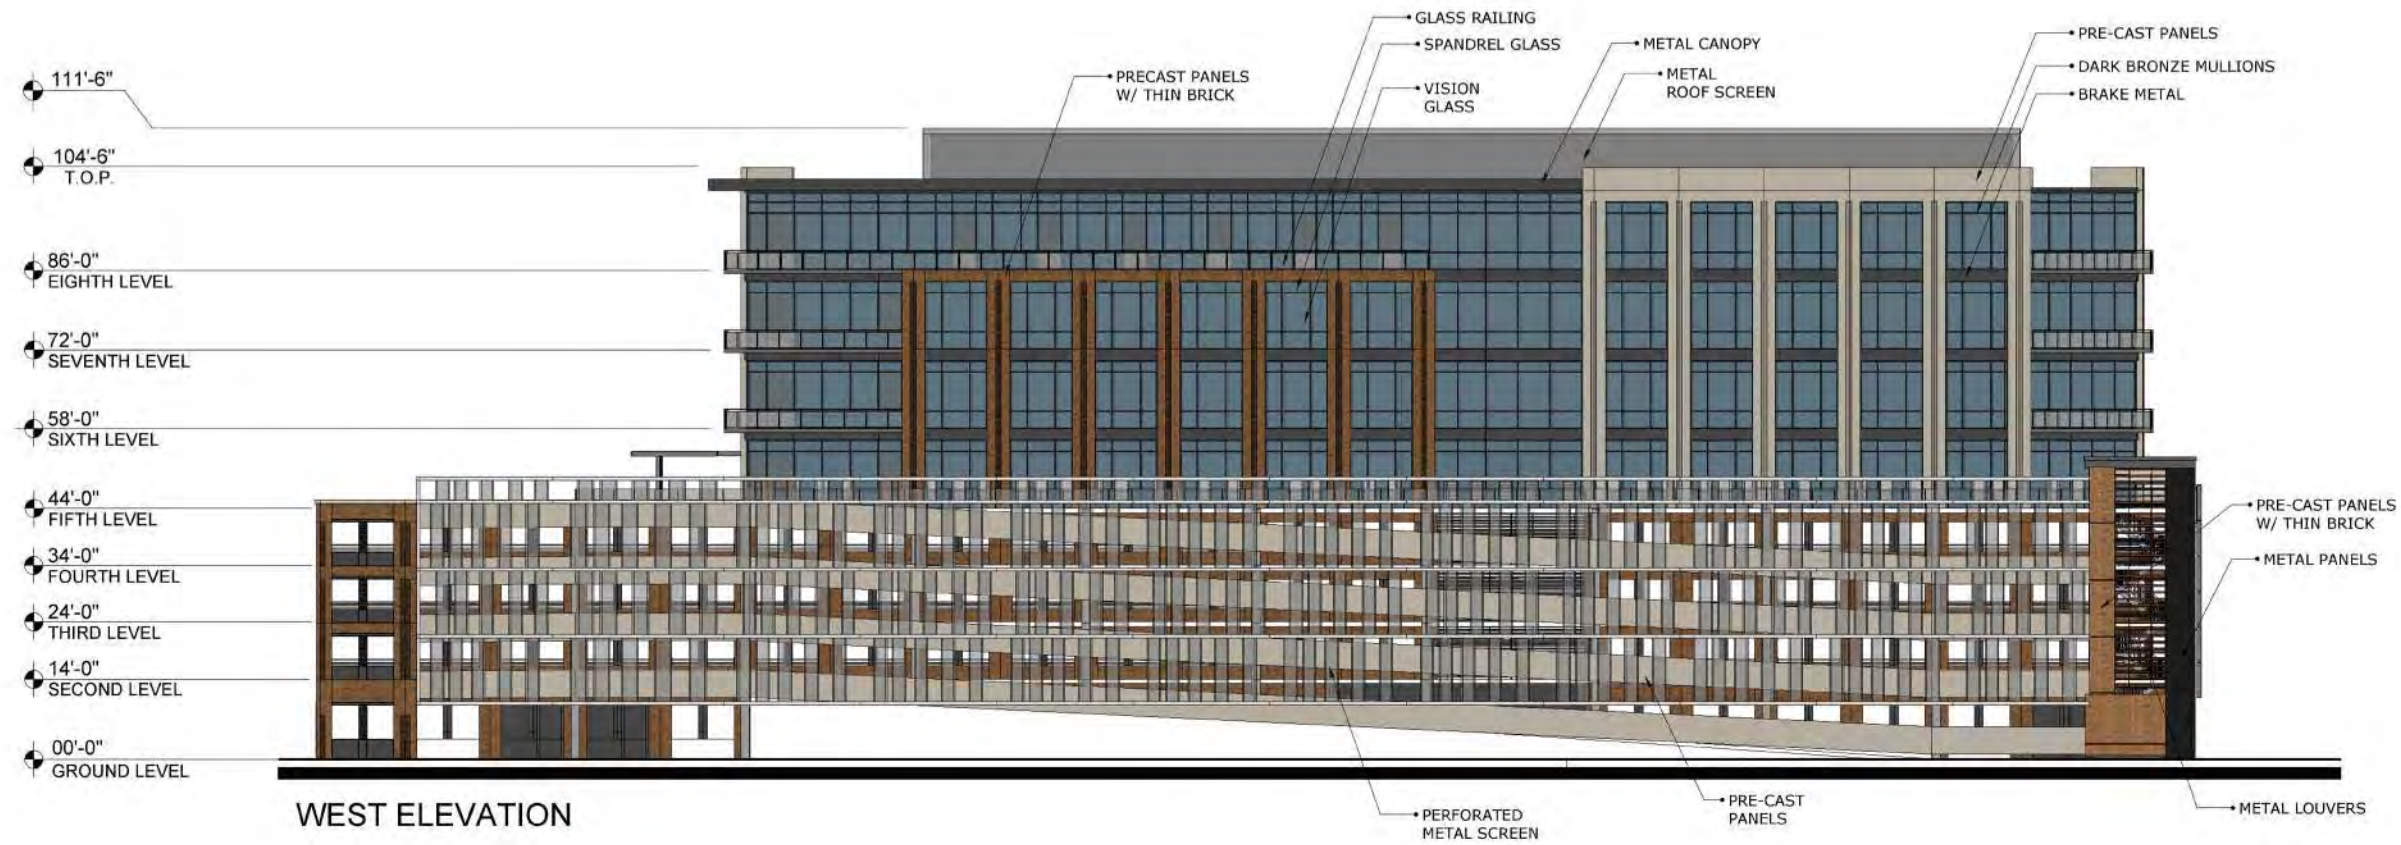 GLASS RAILING
SPANDREL GLASS
METAL CANOPY
PRE-CAST PANELS
DARK BRONZE MULLIONS
BRAKE METAL
PRECAST PANELS
W/ THIN BRICK
VISION
GLASS
METAL
ROOF SCREEN
111'-6"
104'-6"
T.O.P.
86'-0"
EIGHTH LEVEL
72'-0"
SEVENTH LEVEL
58'-0"
SIXTH LEVEL
44'-0"
FIFTH LEVEL
34'-0"
FOURTH LEVEL
24'-0"
THIRD LEVEL
14'-0"
SECOND LEVEL
00'-0"
GROUND LEVEL
PRE-CAST PANELS
W/ THIN BRICK
METAL PANELS
WEST ELEVATION
PERFORATED
METAL SCREEN
PRE-CAST
PANELS
METAL LOUVERS